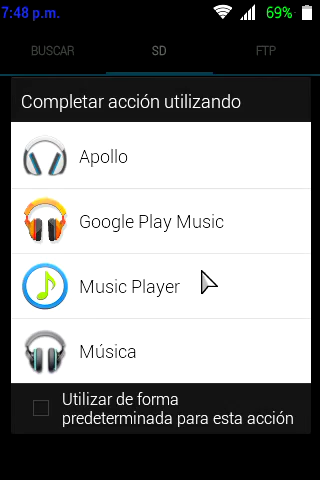 7:48 p.m. 69%
BUSCAR SD FTP
Completar acción utilizando
Apollo
Google Play Music
Music Player
Música
Utilizar de forma
predeterminada para esta acción